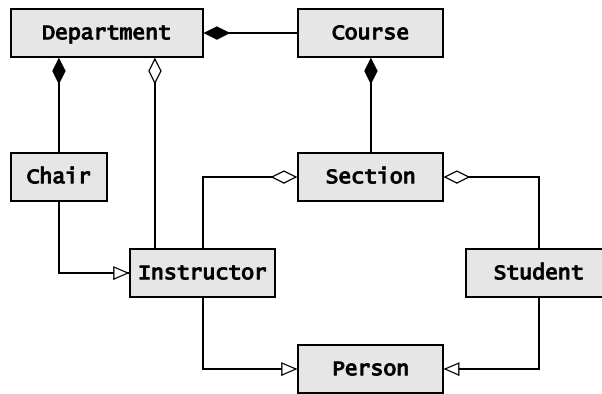 Department
Course
Chair
Section
Instructor
Student
Person